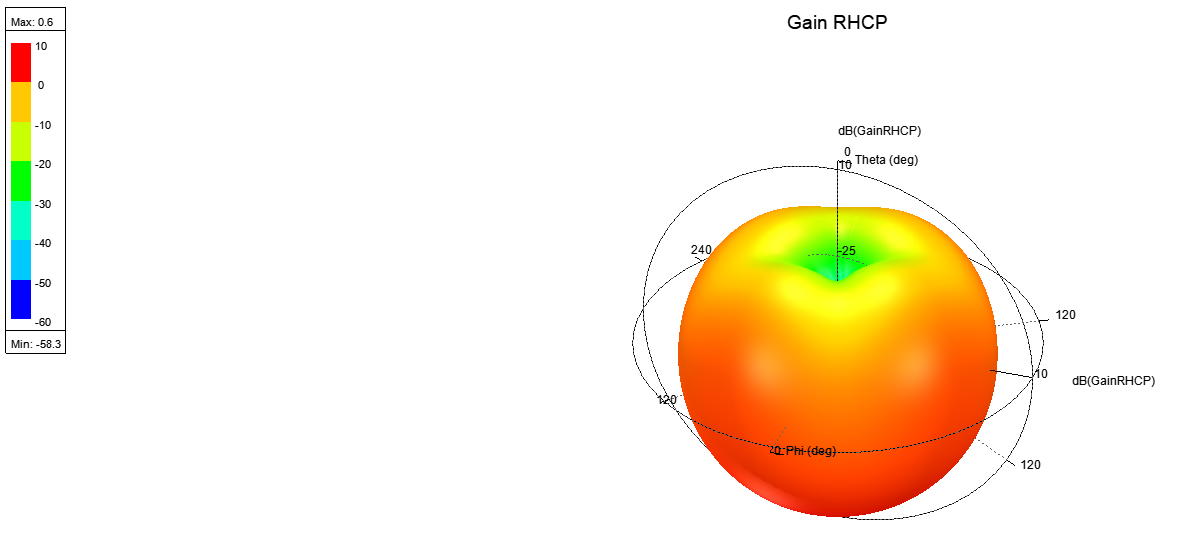 Gain RHCP
Max: 0.6
10
0
-10
-20
-30
-40
-50
-60
Min: -58.3
dB(GainRHCP)
0
10
Theta (deg)
-25
240
120
10
dB(GainRHCP)
120
0 Phi (deg)
120